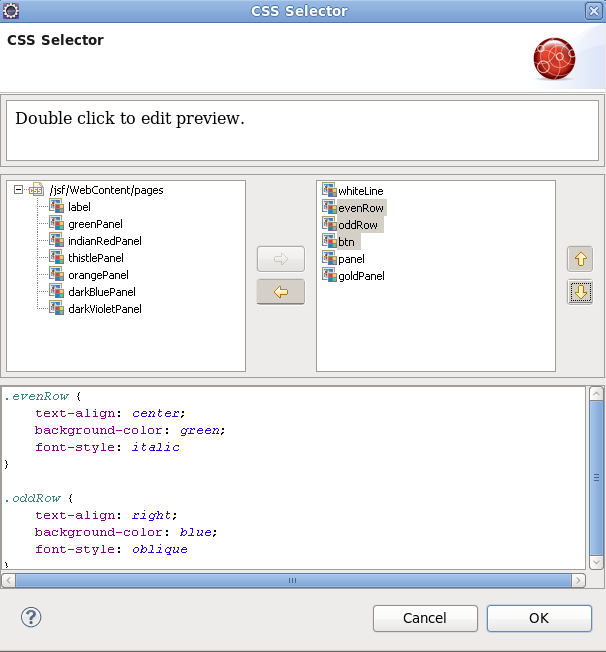 CSS Selector
CSS Selector
Double click to edit preview.
/jsf/WebContent/pages
label
greenPanel
indianRedPanel
thistlePanel
orangePanel
darkBluePanel
darkVioletPanel
whiteLine
evenRow
oddRow
btn
panel
goldPanel
.evenRow {
    text-align: center;
    background-color: green;
    font-style: italic
}
.oddRow {
    text-align: right;
    background-color: blue;
    font-style: oblique
}
?
Cancel
OK